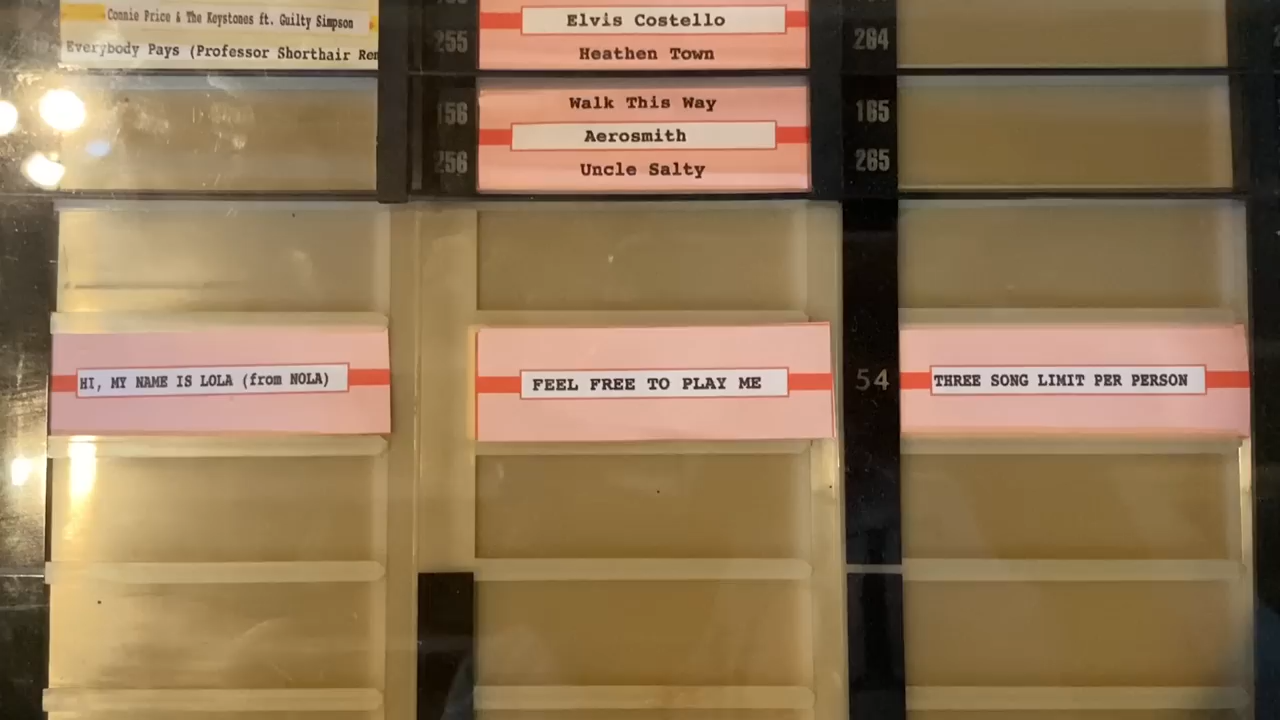 Connie Price & The Keystones ft. Guilty Simpson
Everybody Pays (Professor Shorthair
255
Elvis Costello
Heathen Town
264
156
256
Walk This Way
Aerosmith
Uncle Salty
165
265
HI, MY NAME IS LOLA (from NOLA)
FEEL FREE TO PLAY ME
54
THREE SONG LIMIT PER PERSON